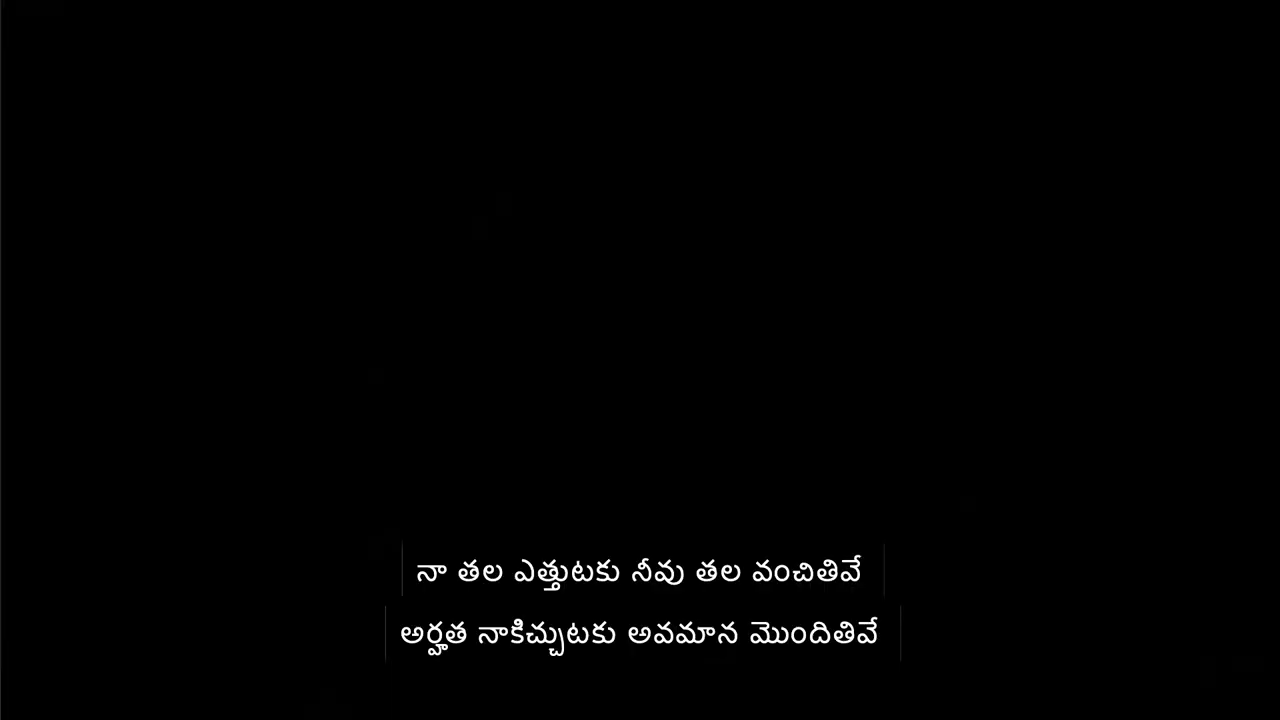 నా తల ఎత్తుటకు నీవు తల వంచితివే
అర్హత నాకిచ్చుటకు అవమాన మొందితివే